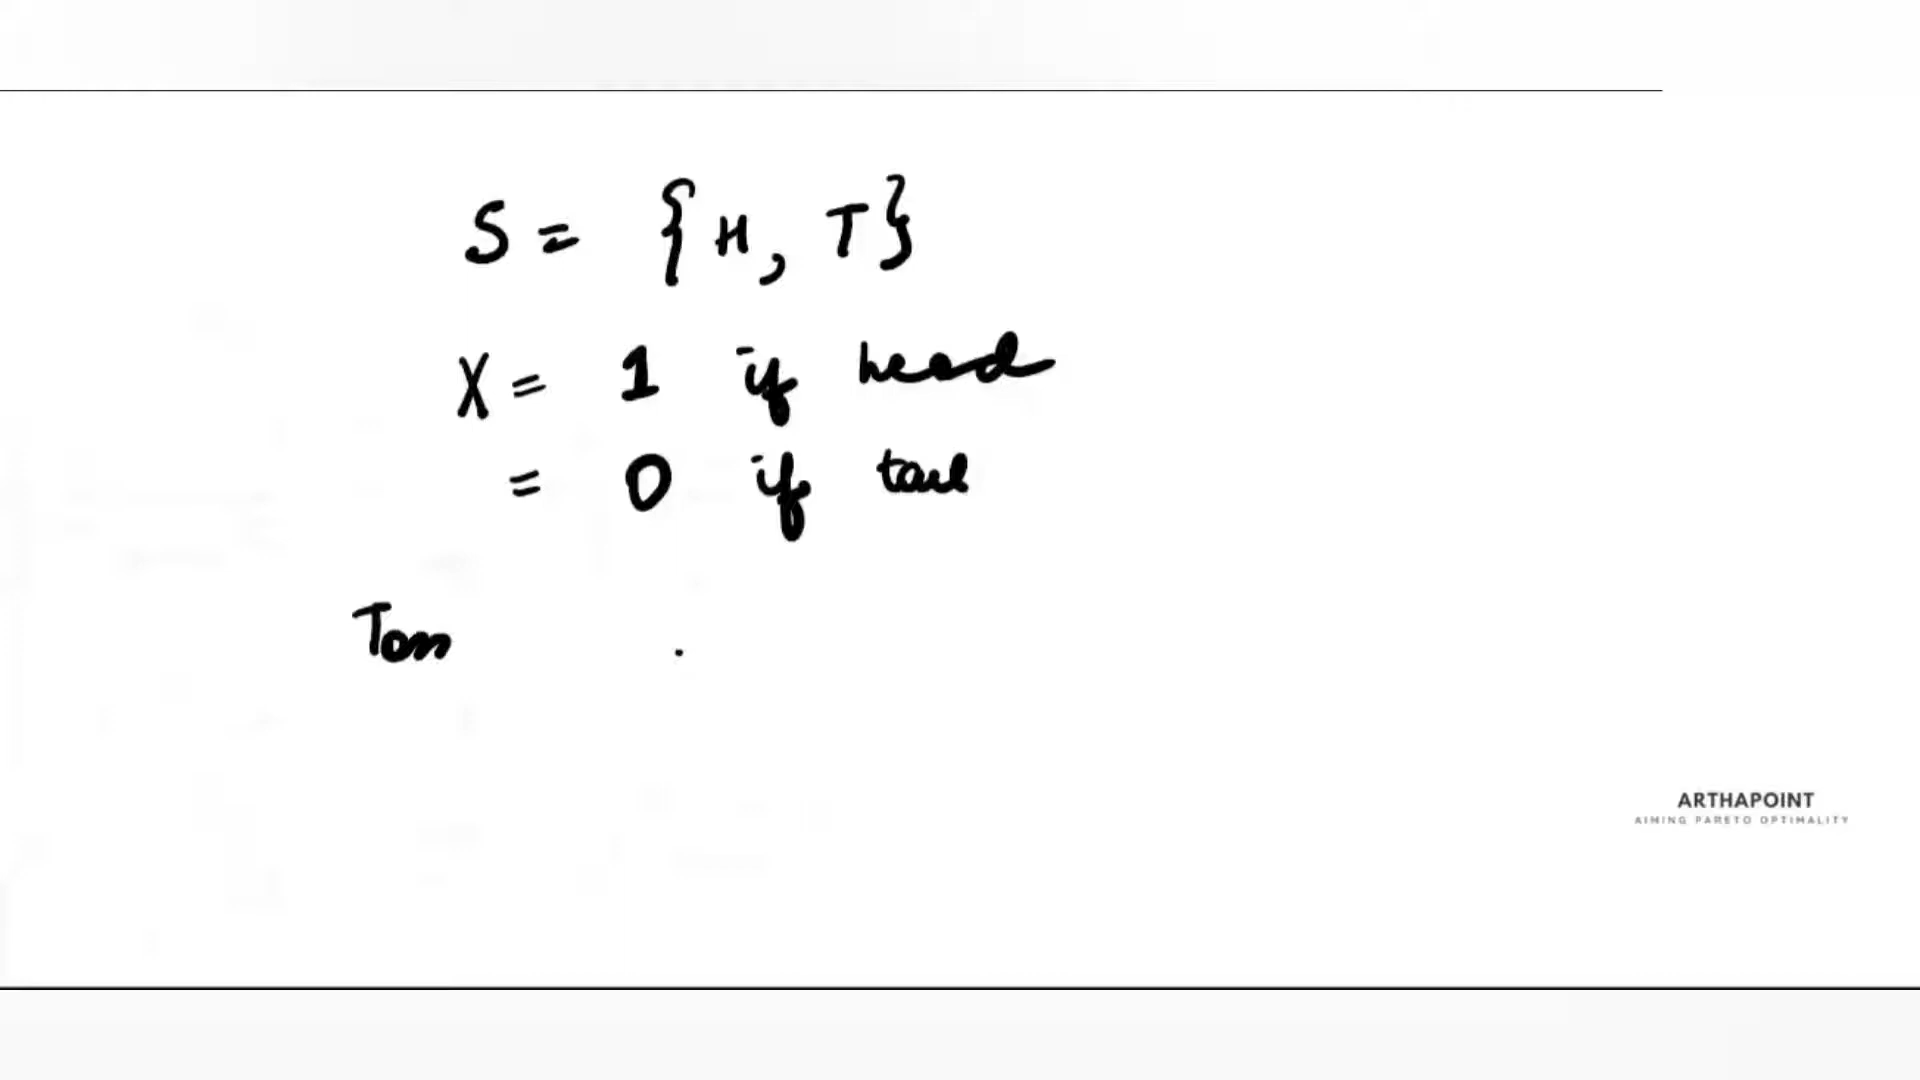 S = {H, T}
X = 1 if head
= 0 if tail
Toss
ARTHAPOINT
AIMING PARETO OPTIMALITY